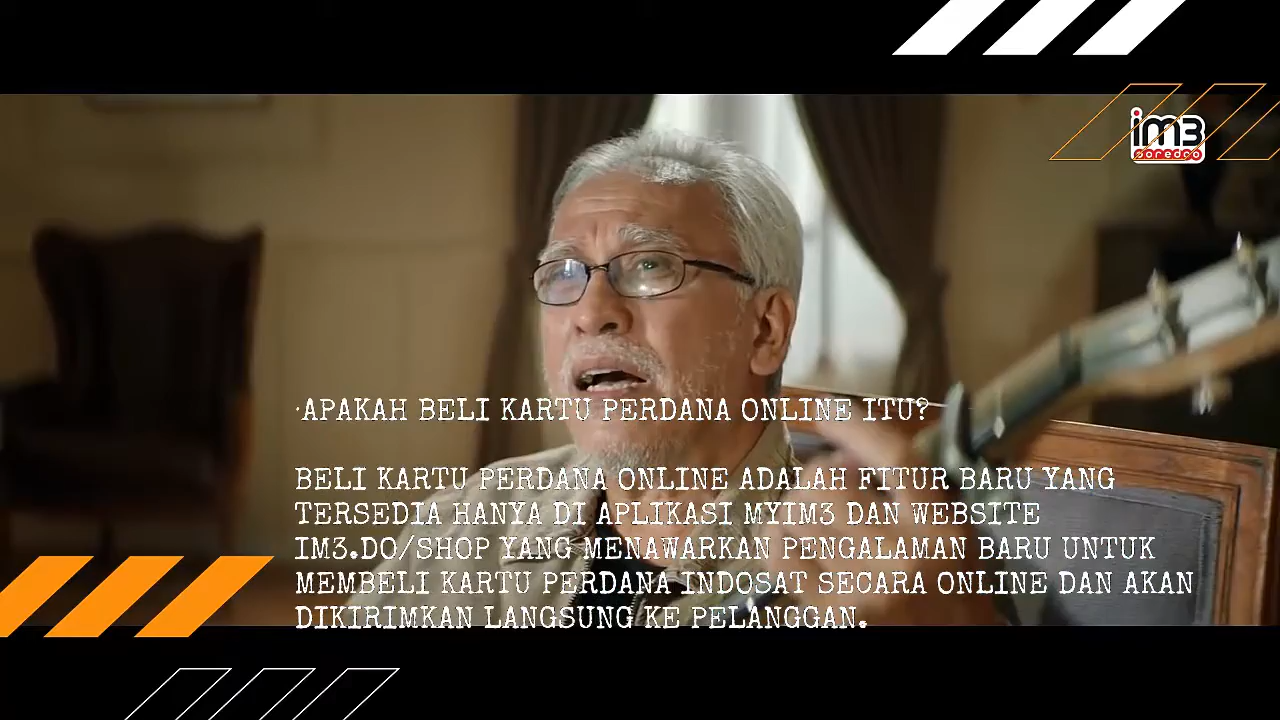 im3
ooredoo
·APAKAH BELI KARTU PERDANA ONLINE ITU?
BELI KARTU PERDANA ONLINE ADALAH FITUR BARU YANG
TERSEDIA HANYA DI APLIKASI MYIM3 DAN WEBSITE
IM3.DO/SHOP YANG MENAWARKAN PENGALAMAN BARU UNTUK
MEMBELI KARTU PERDANA INDOSAT SECARA ONLINE DAN AKAN
DIKIRIMKAN LANGSUNG KE PELANGGAN.